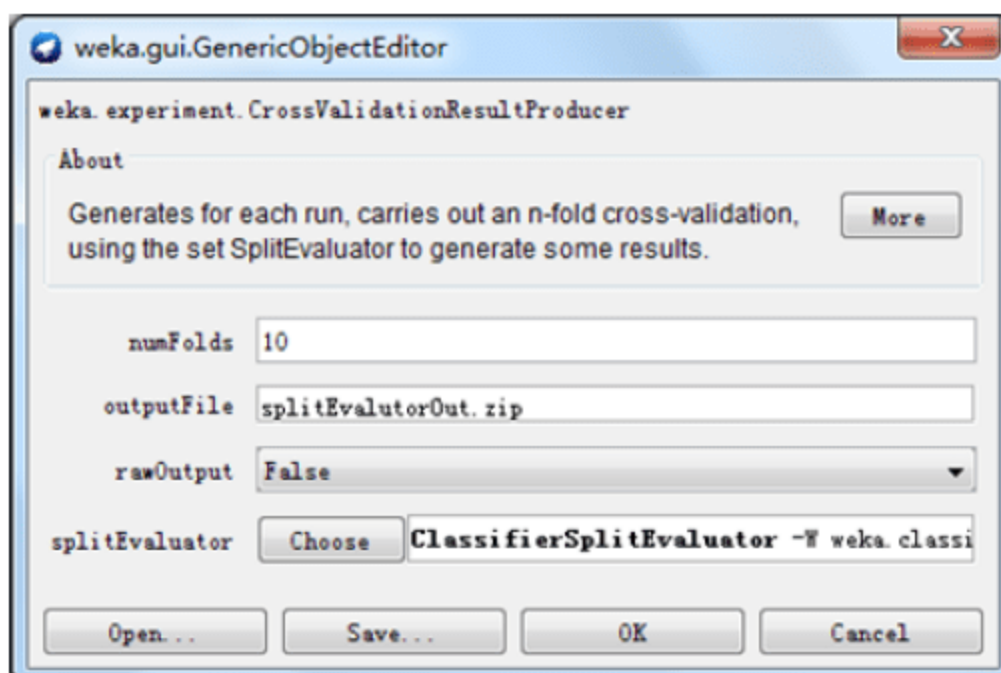 weka.gui.GenericObjectEditor
weka.experiment.CrossValidationResultProducer
About
Generates for each run, carries out an n-fold cross-validation,
using the set SplitEvaluator to generate some results.
More
numFolds 10
outputFile splitEvalutorOut.zip
rawOutput False
splitEvaluator Choose ClassifierSplitEvaluator -W weka.classi
Open... Save... OK Cancel